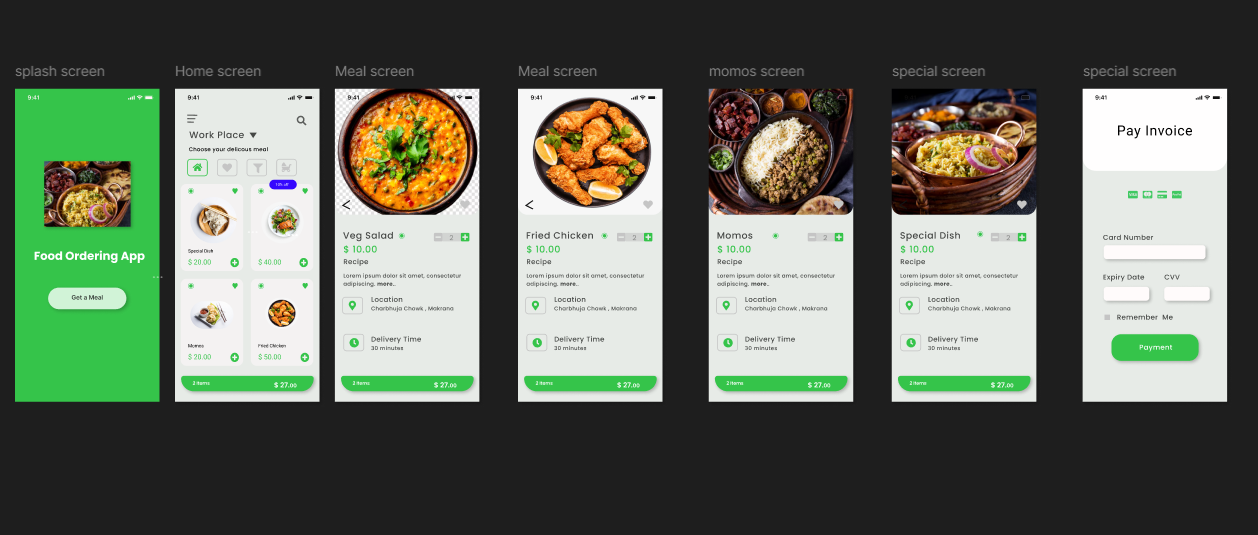 splash screen
Home screen
Meal screen
Meal screen
momos screen
special screen
special screen
9:41
Food Ordering App
Get a Meal
9:41
Work Place
Choose your delicous meal
10% off
Special Dish
$ 20.00
$ 40.00
Momos
$ 20.00
Fried Chicken
$ 50.00
2 Items
$ 27.00
9:41
Veg Salad
2
$ 10.00
Recipe
Lorem ipsum dolor sit amet, consectetur
adipiscing. more..
Location
Charbhuja Chowk , Makrana
Delivery Time
30 minutes
2 Items
$ 27.00
9:41
Fried Chicken
2
$ 10.00
Recipe
Lorem ipsum dolor sit amet, consectetur
adipiscing. more..
Location
Charbhuja Chowk , Makrana
Delivery Time
30 minutes
2 Items
$ 27.00
9:41
Momos
2
$ 10.00
Recipe
Lorem ipsum dolor sit amet, consectetur
adipiscing. more..
Location
Charbhuja Chowk , Makrana
Delivery Time
30 minutes
2 Items
$ 27.00
Special Dish
2
$ 10.00
Recipe
Lorem ipsum dolor sit amet, consectetur
adipiscing. more..
Location
Charbhuja Chowk , Makrana
Delivery Time
30 minutes
2 Items
$ 27.00
9:41
Pay Invoice
Card Number
Expiry Date
CVV
Remember Me
Payment